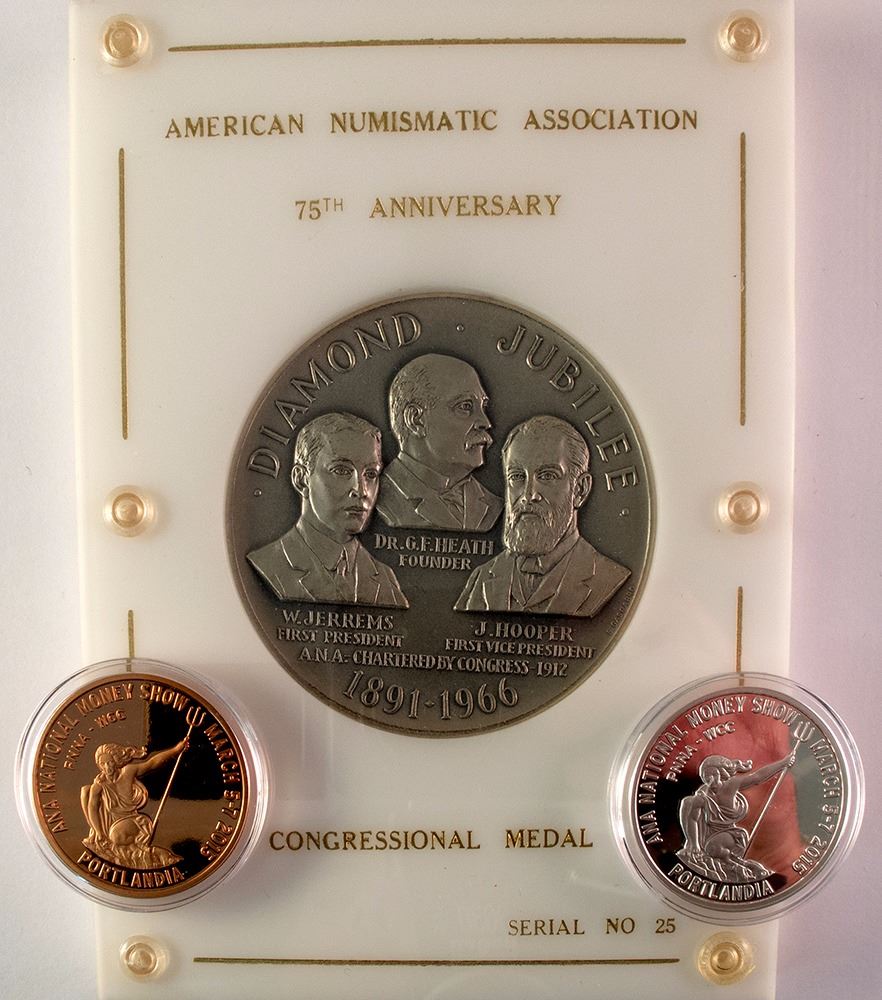 AMERICAN NUMISMATIC ASSOCIATION
75TH ANNIVERSARY
· DIAMOND · JUBILEE ·
DR. G.F. HEATH
FOUNDER
W. JERREMS
FIRST PRESIDENT
J. HOOPER
FIRST VICE PRESIDENT
A.N.A.- CHARTERED BY CONGRESS-1912
1891-1966
ANA NATIONAL MONEY SHOW MARCH 5-7 2015
PNNA - WCC
PORTLANDIA
ANA NATIONAL MONEY SHOW MARCH 5-7 2015
PNNA - WCC
PORTLANDIA
CONGRESSIONAL MEDAL
SERIAL NO 25